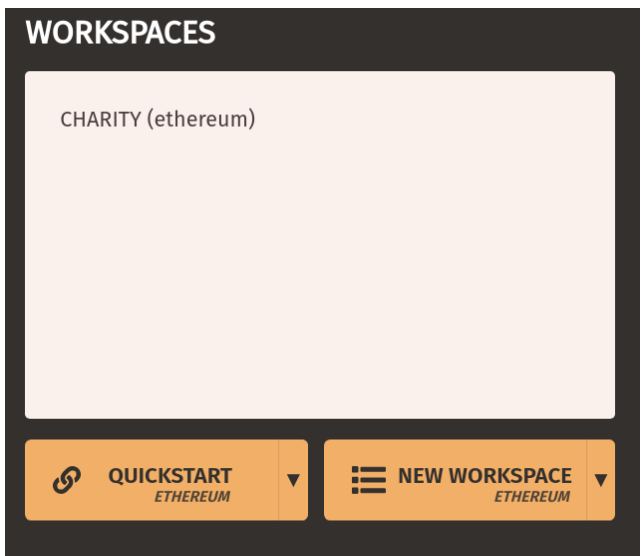 WORKSPACES
CHARITY (ethereum)
QUICKSTART
ETHEREUM
NEW WORKSPACE
ETHEREUM